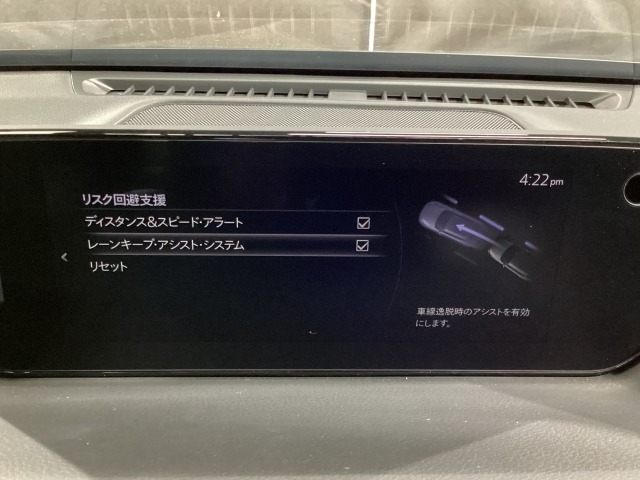 4:22pm
リスク回避支援
ディスタンス&スピード・アラート
レーンキープ・アシスト・システム
リセット
車線逸脱時のアシストを有効
にします。